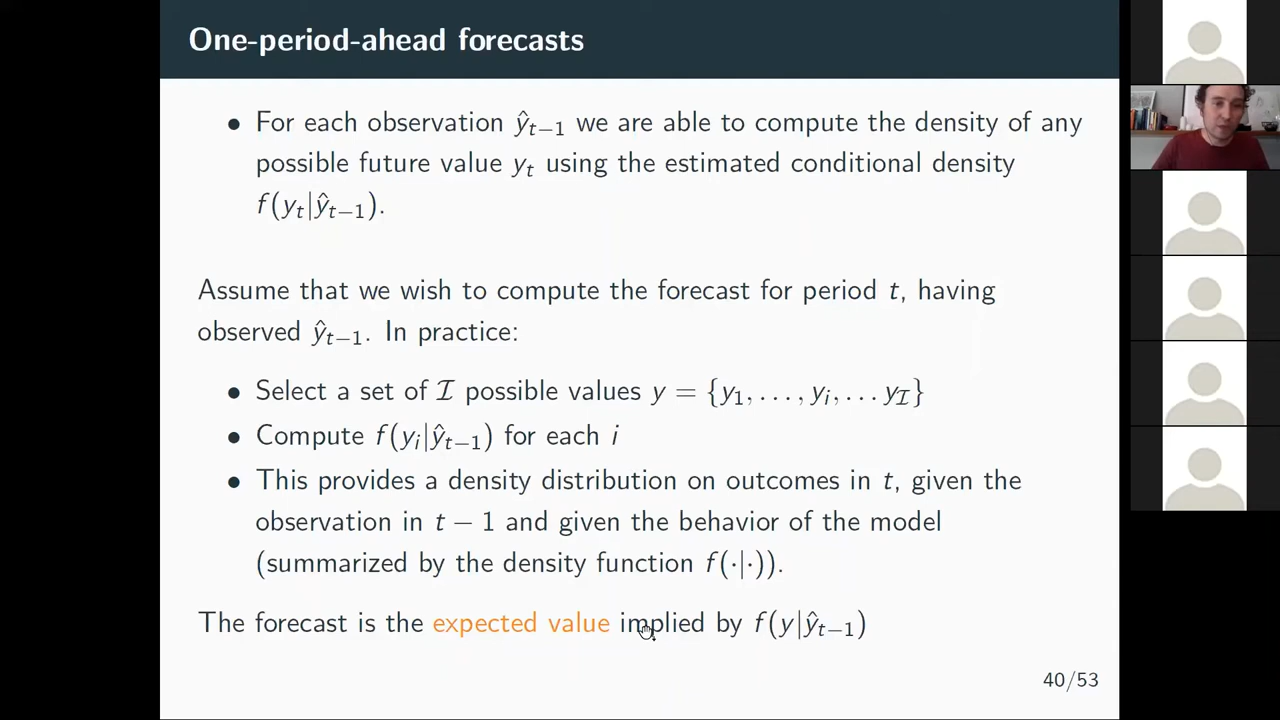 One-period-ahead forecasts
• For each observation ŷ_{t−1} we are able to compute the density of any
possible future value y_t using the estimated conditional density
f(y_t|ŷ_{t−1}).
Assume that we wish to compute the forecast for period t, having
observed ŷ_{t−1}. In practice:
• Select a set of ℐ possible values y = {y_1, . . . , y_i, . . . y_ℐ}
• Compute f(y_i|ŷ_{t−1}) for each i
• This provides a density distribution on outcomes in t, given the
observation in t − 1 and given the behavior of the model
(summarized by the density function f(·|·)).
The forecast is the expected value implied by f(y|ŷ_{t−1})
40/53